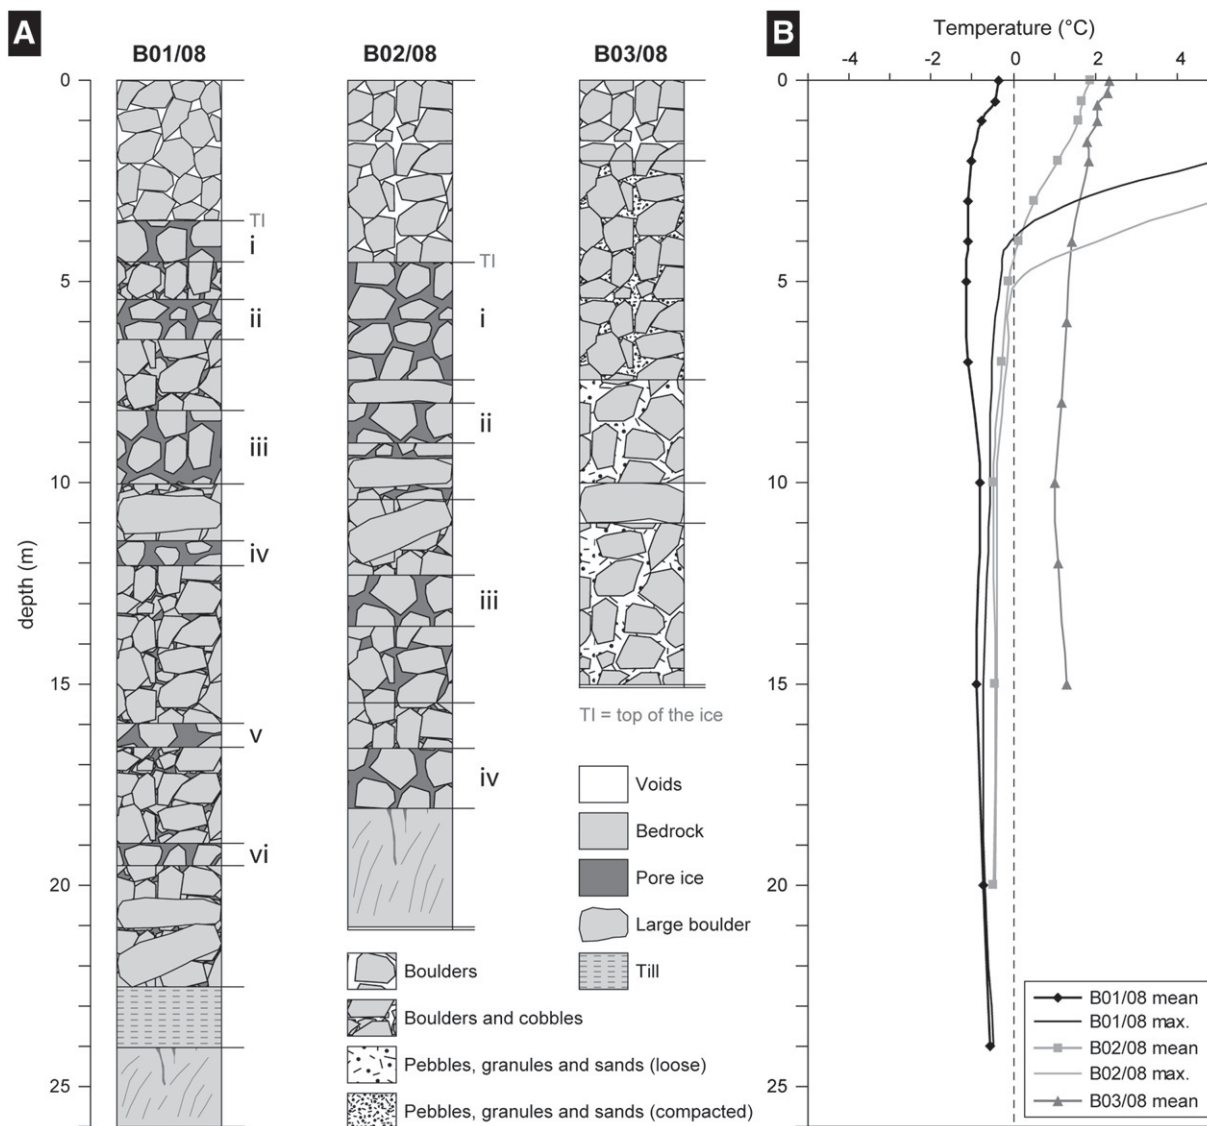 A
B01/08
B02/08
B03/08
0
5
10
15
20
25
depth (m)
TI
i
ii
iii
iv
v
vi
TI
i
ii
iii
iv
TI = top of the ice
Voids
Bedrock
Pore ice
Large boulder
Till
Boulders
Boulders and cobbles
Pebbles, granules and sands (loose)
Pebbles, granules and sands (compacted)
B
Temperature (°C)
-4 -2 0 2 4
0
5
10
15
20
25
B01/08 mean
B01/08 max.
B02/08 mean
B02/08 max.
B03/08 mean